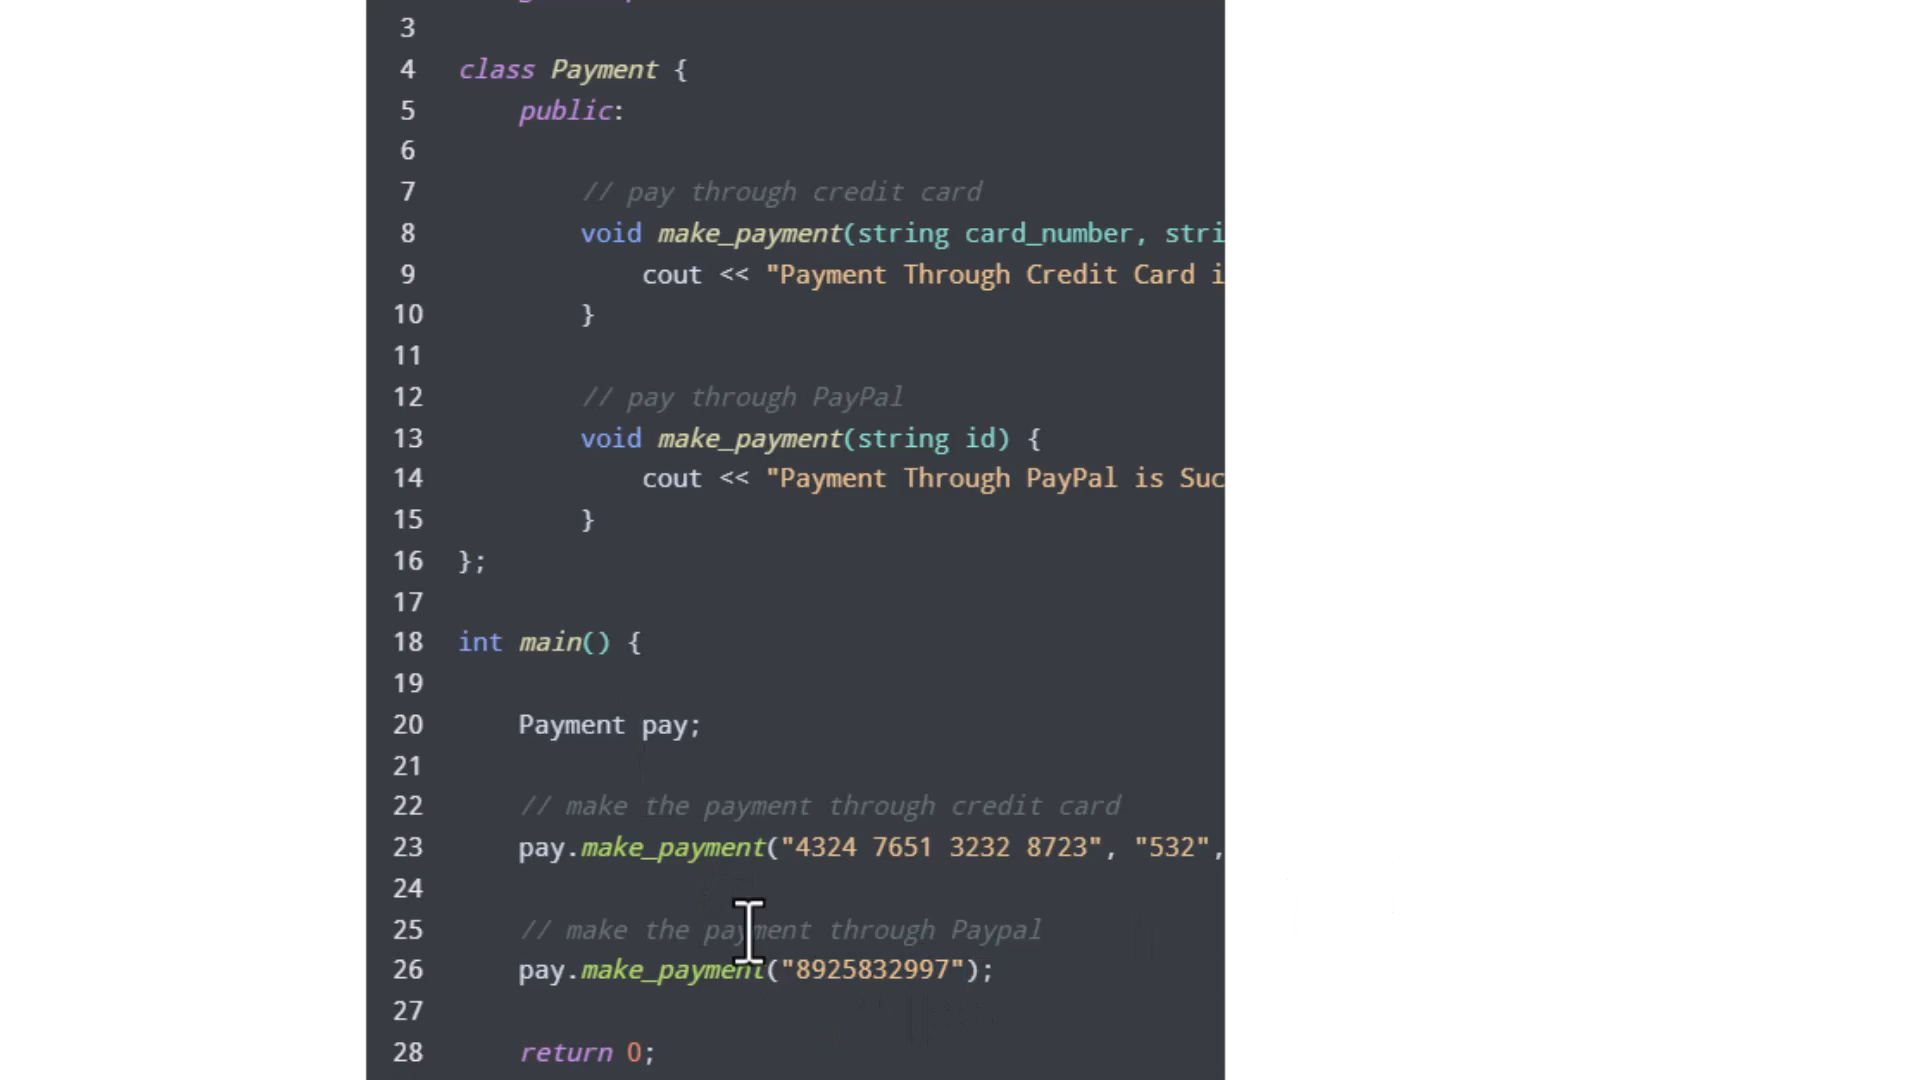 3
4 class Payment {
5 public:
6
7 // pay through credit card
8 void make_payment(string card_number, stri
9 cout << "Payment Through Credit Card i
10 }
11
12 // pay through PayPal
13 void make_payment(string id) {
14 cout << "Payment Through PayPal is Suc
15 }
16 };
17
18 int main() {
19
20 Payment pay;
21
22 // make the payment through credit card
23 pay.make_payment("4324 7651 3232 8723", "532",
24
25 // make the payment through Paypal
26 pay.make_payment("8925832997");
27
28 return 0;